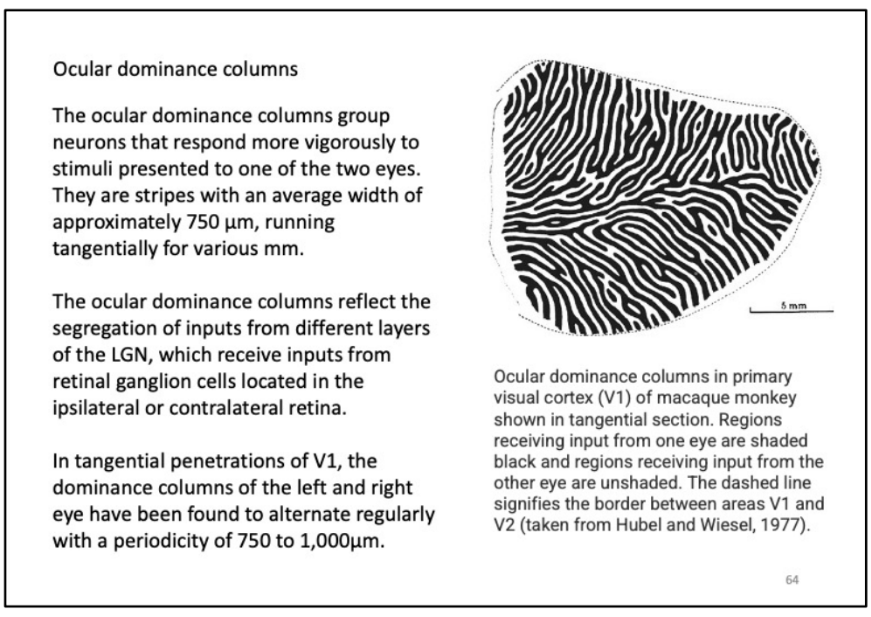 Ocular dominance columns
The ocular dominance columns group
neurons that respond more vigorously to
stimuli presented to one of the two eyes.
They are stripes with an average width of
approximately 750 µm, running
tangentially for various mm.
The ocular dominance columns reflect the
segregation of inputs from different layers
of the LGN, which receive inputs from
retinal ganglion cells located in the
ipsilateral or contralateral retina.
In tangential penetrations of V1, the
dominance columns of the left and right
eye have been found to alternate regularly
with a periodicity of 750 to 1,000µm.
5 mm
Ocular dominance columns in primary
visual cortex (V1) of macaque monkey
shown in tangential section. Regions
receiving input from one eye are shaded
black and regions receiving input from the
other eye are unshaded. The dashed line
signifies the border between areas V1 and
V2 (taken from Hubel and Wiesel, 1977).
64